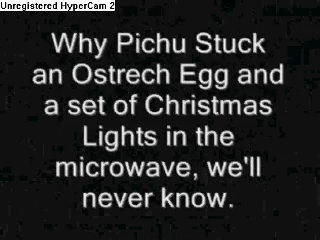 Unregistered HyperCam 2
Why Pichu Stuck
an Ostrech Egg and
a set of Christmas
Lights in the
microwave, we'll
never know.